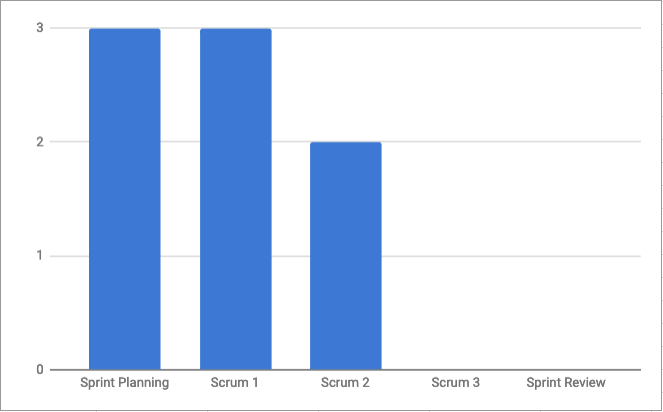 3
2
1
0
Sprint Planning
Scrum 1
Scrum 2
Scrum 3
Sprint Review